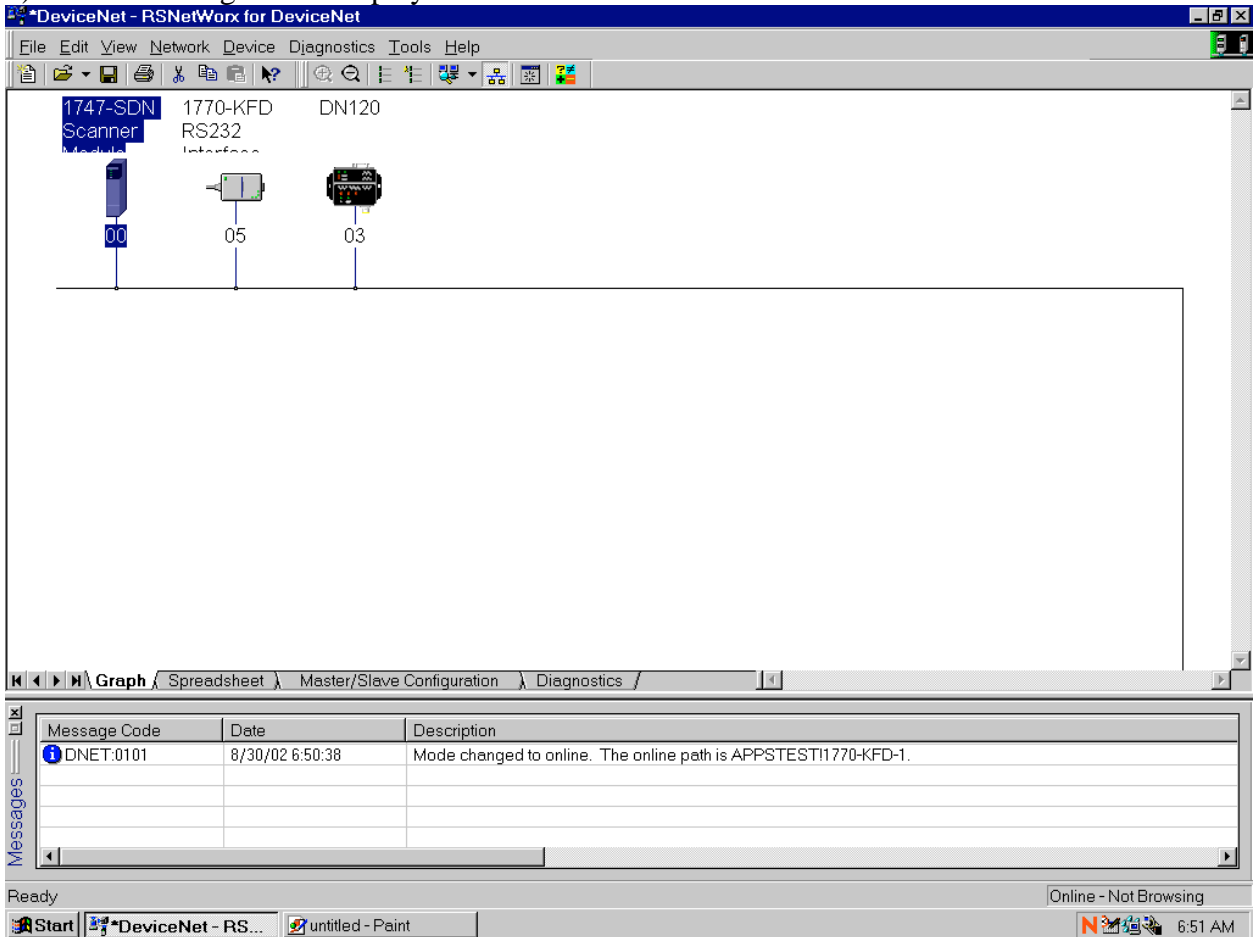 *DeviceNet - RSNetWorx for DeviceNet
File Edit View Network Device Diagnostics Tools Help
1747-SDN 1770-KFD DN120
Scanner RS232
Module Interface
00 05 03
Graph Spreadsheet Master/Slave Configuration Diagnostics
Message Code Date Description
DNET:0101 8/30/02 6:50:38 Mode changed to online. The online path is APPSTEST!1770-KFD-1.
Messages
Ready Online - Not Browsing
Start *DeviceNet - RS... untitled - Paint N 6:51 AM